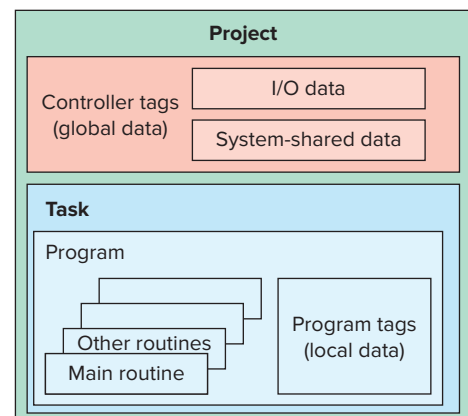 Project
Controller tags
(global data)
I/O data
System-shared data
Task
Program
Other routines
Main routine
Program tags
(local data)